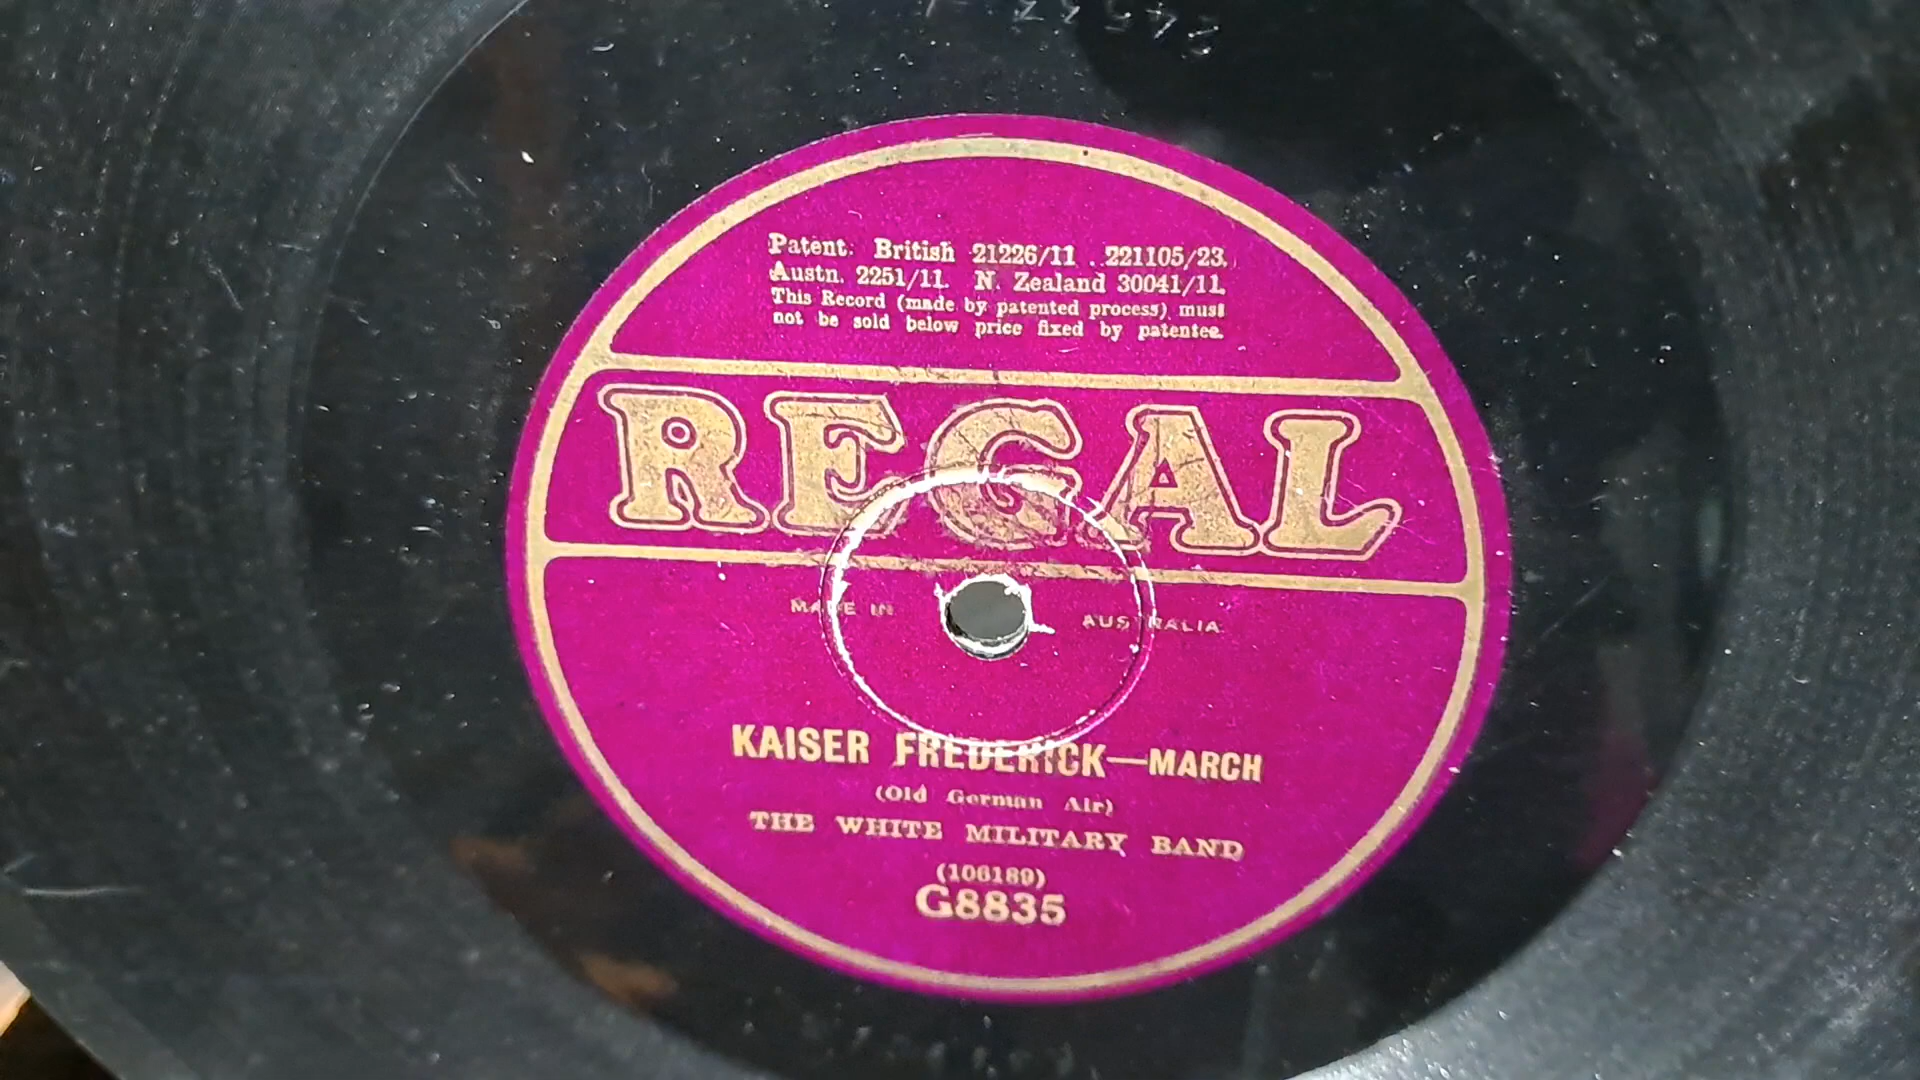 Patent. British 21226/11 . 221105/23.
Austn. 2251/11. N. Zealand 30041/11.
This Record (made by patented process) must
not be sold below price fixed by patentee.
REGAL
MADE IN AUSTRALIA
KAISER FREDERICK—MARCH
(Old German Air)
THE WHITE MILITARY BAND
(106189)
G8835